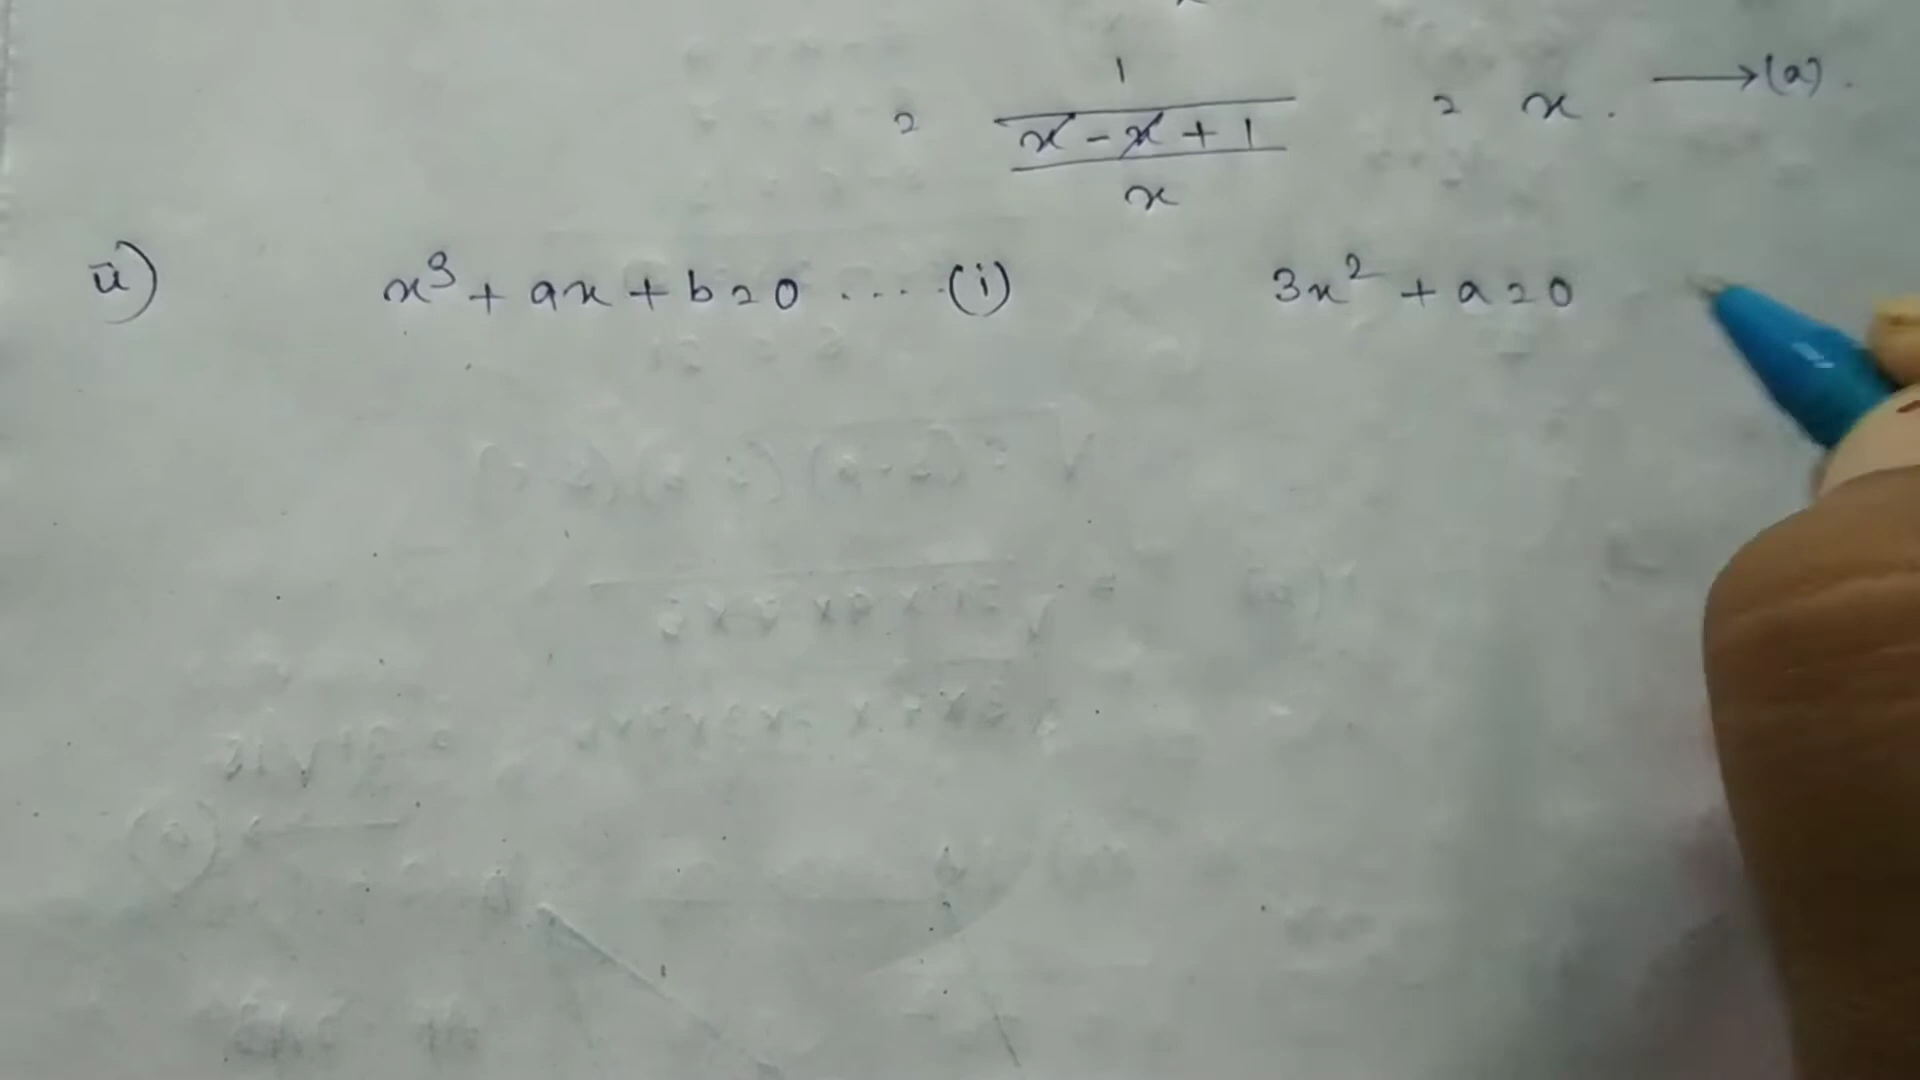 1
= ———— = x. ⟶(a).
x - x + 1
x
ii) x³ + ax + b = 0 ....(i) 3x² + a = 0